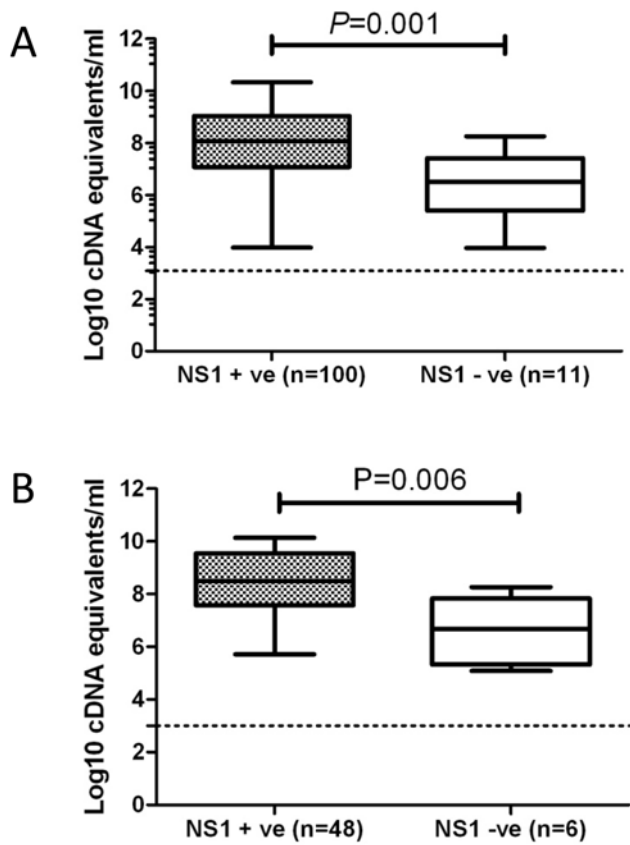 A
P=0.001
Log10 cDNA equivalents/ml
12
10
8
6
4
2
0
NS1 + ve (n=100) NS1 - ve (n=11)
B
P=0.006
Log10 cDNA equivalents/ml
12
10
8
6
4
2
0
NS1 + ve (n=48) NS1 -ve (n=6)